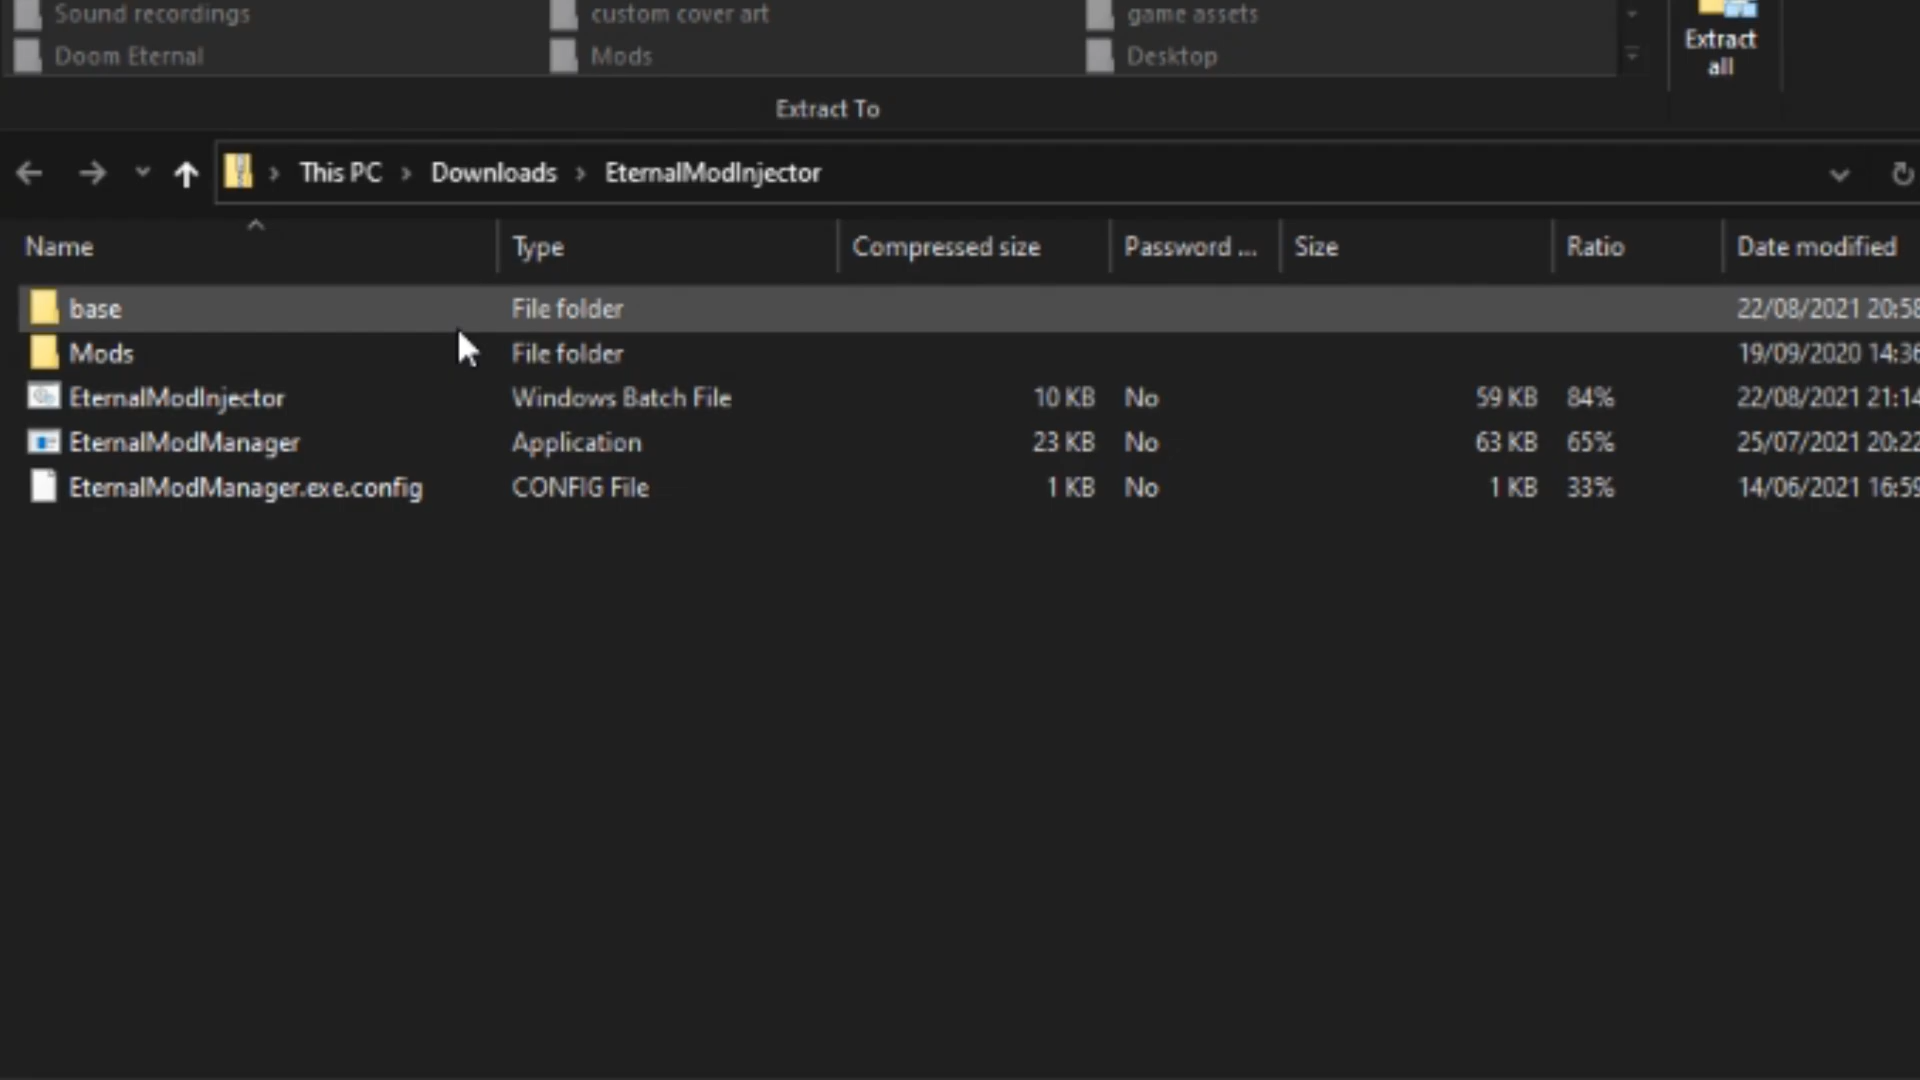 Sound recordings custom cover art game assets
Doom Eternal Mods Desktop
Extract all
Extract To
This PC Downloads EternalModInjector
Name Type Compressed size Password ... Size Ratio Date modified
base File folder 22/08/2021 20:58
Mods File folder 19/09/2020 14:36
EternalModInjector Windows Batch File 10 KB No 59 KB 84% 22/08/2021 21:14
EternalModManager Application 23 KB No 63 KB 65% 25/07/2021 20:22
EternalModManager.exe.config CONFIG File 1 KB No 1 KB 33% 14/06/2021 16:59